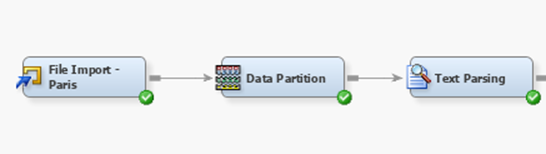 File Import -
Paris
Data Partition
Text Parsing